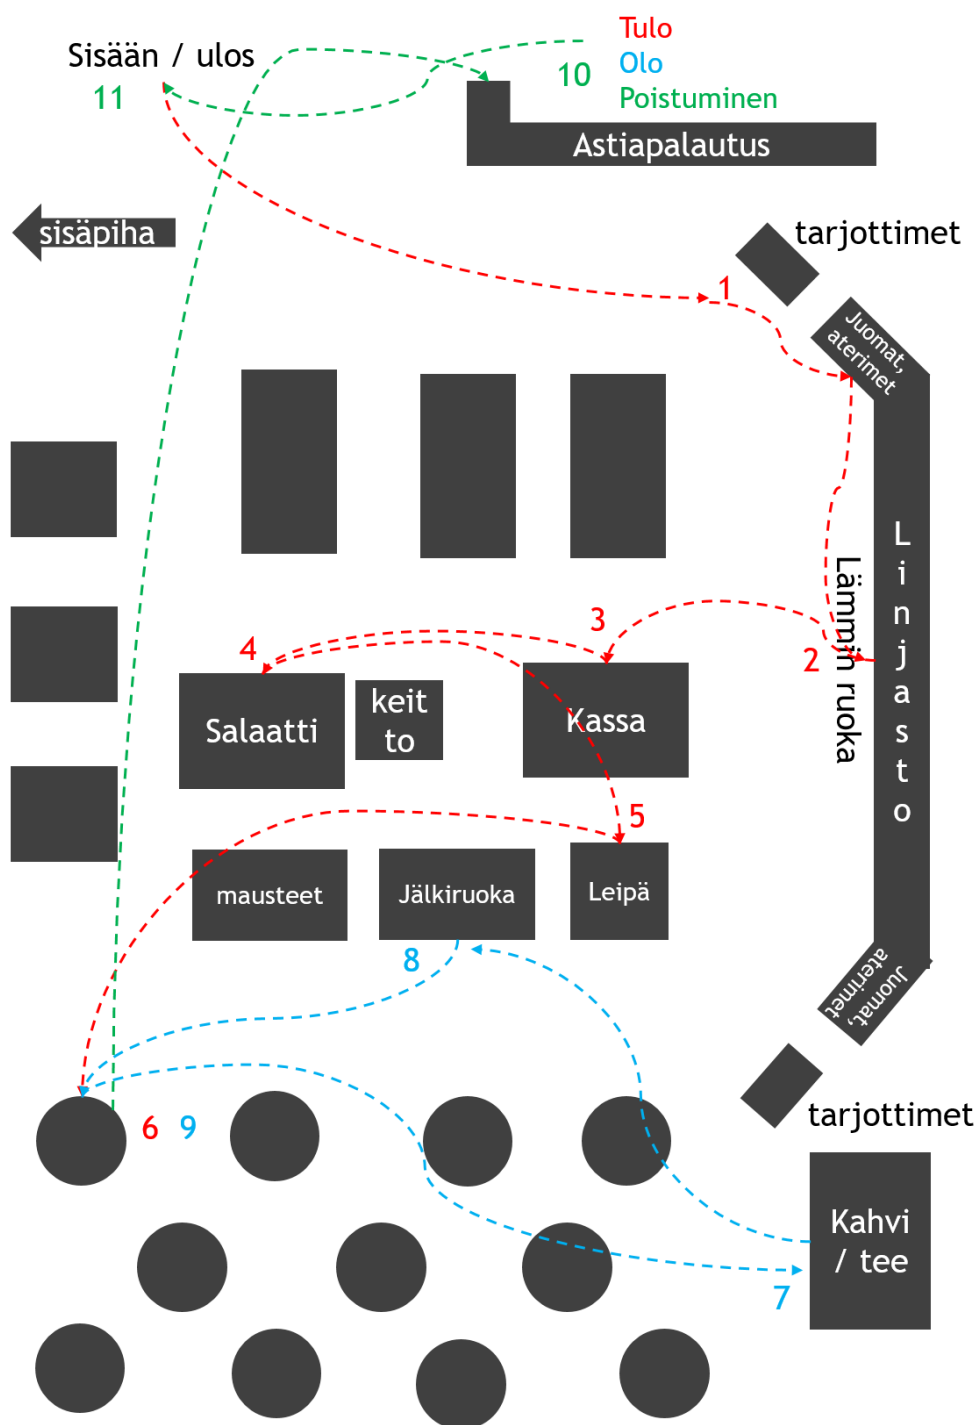 Sisään / ulos
11
10
Tulo
Olo
Poistuminen
Astiapalautus
sisäpiha
tarjottimet
1
Juomat,
aterimet
Linjasto
Lämmin ruoka
2
3
4
Salaatti
keit
to
Kassa
5
mausteet
Jälkiruoka
Leipä
8
Juomat,
aterimet
6 9
tarjottimet
Kahvi
/ tee
7